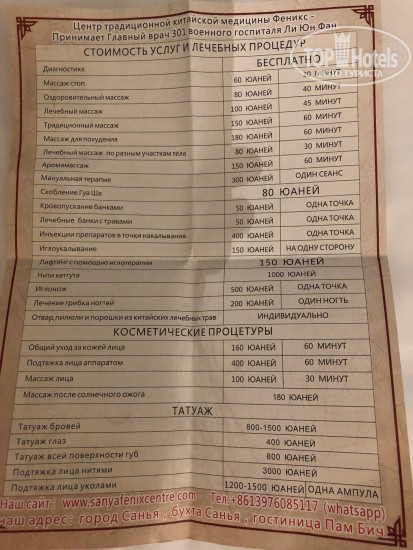 Центр традиционной китайской медицины Феникс -
Принимает Главный врач 301 военного госпиталя Ли Юн Фан
СТОИМОСТЬ УСЛУГ И ЛЕЧЕБНЫХ ПРОЦЕДУР
Диагностика БЕСПЛАТНО
Массаж стоп 60 ЮАНЕЙ МИНУТ
Оздоровительный массаж 80 ЮАНЕЙ 40 МИНУТ
Лечебный массаж 100 ЮАНЕЙ 45 МИНУТ
Традиционный массаж 150 ЮАНЕЙ 60 МИНУТ
Массаж для похудения 180 ЮАНЕЙ 60 МИНУТ
Лечебный массаж по разным участкам тела 80 ЮАНЕЙ 30 МИНУТ
Аромамассаж 150 ЮАНЕЙ 60 МИНУТ
Мануальная терапия 300 ЮАНЕЙ ОДИН СЕАНС
Скобление Гуа Ша 80 ЮАНЕЙ
Кровопускание банками 50 ЮАНЕЙ ОДНА ТОЧКА
Лечебные банки с травами 50 ЮАНЕЙ ОДНА ТОЧКА
Инъекции препаратов в точки накалывания 400 ЮАНЕЙ ОДНА ТОЧКА
Иглоукалывание 150 ЮАНЕЙ НА ОДНУ СТОРОНУ
Лифтинг с помощью иглотерапии 150 ЮАНЕЙ
Нити кетгута 1000 ЮАНЕЙ
Иглонож 500 ЮАНЕЙ ОДНА ТОЧКА
Лечение грибка ногтей 200 ЮАНЕЙ ОДИН НОГТЬ
Отвар,пилюли и порошки из китайских лечебных трав ИНДИВИДУАЛЬНО
КОСМЕТИЧЕСКИЕ ПРОЦЕТУРЫ
Общий уход за кожей лица 160 ЮАНЕЙ 60 МИНУТ
Подтяжка лица аппаратом 400 ЮАНЕЙ 60 МИНУТ
Массаж лица 100 ЮАНЕЙ 30 МИНУТ
Массаж после солнечного ожога 180 ЮАНЕЙ
ТАТУАЖ
Татуаж бровей 800-1500 ЮАНЕЙ
Татуаж глаз 400 ЮАНЕЙ
Татуаж всей поверхности губ 800 ЮАНЕЙ
Подтяжка лица нитями 3000 ЮАНЕЙ
Подтяжка лица уколами 1200-1500 ЮАНЕЙ ОДНА АМПУЛА
Наш сайт: www.sanyafenixcentre.com Тел:+8613976085117 (whatsapp)
наш адрес: город Санья , бухта Санья , гостиница Пам Бич